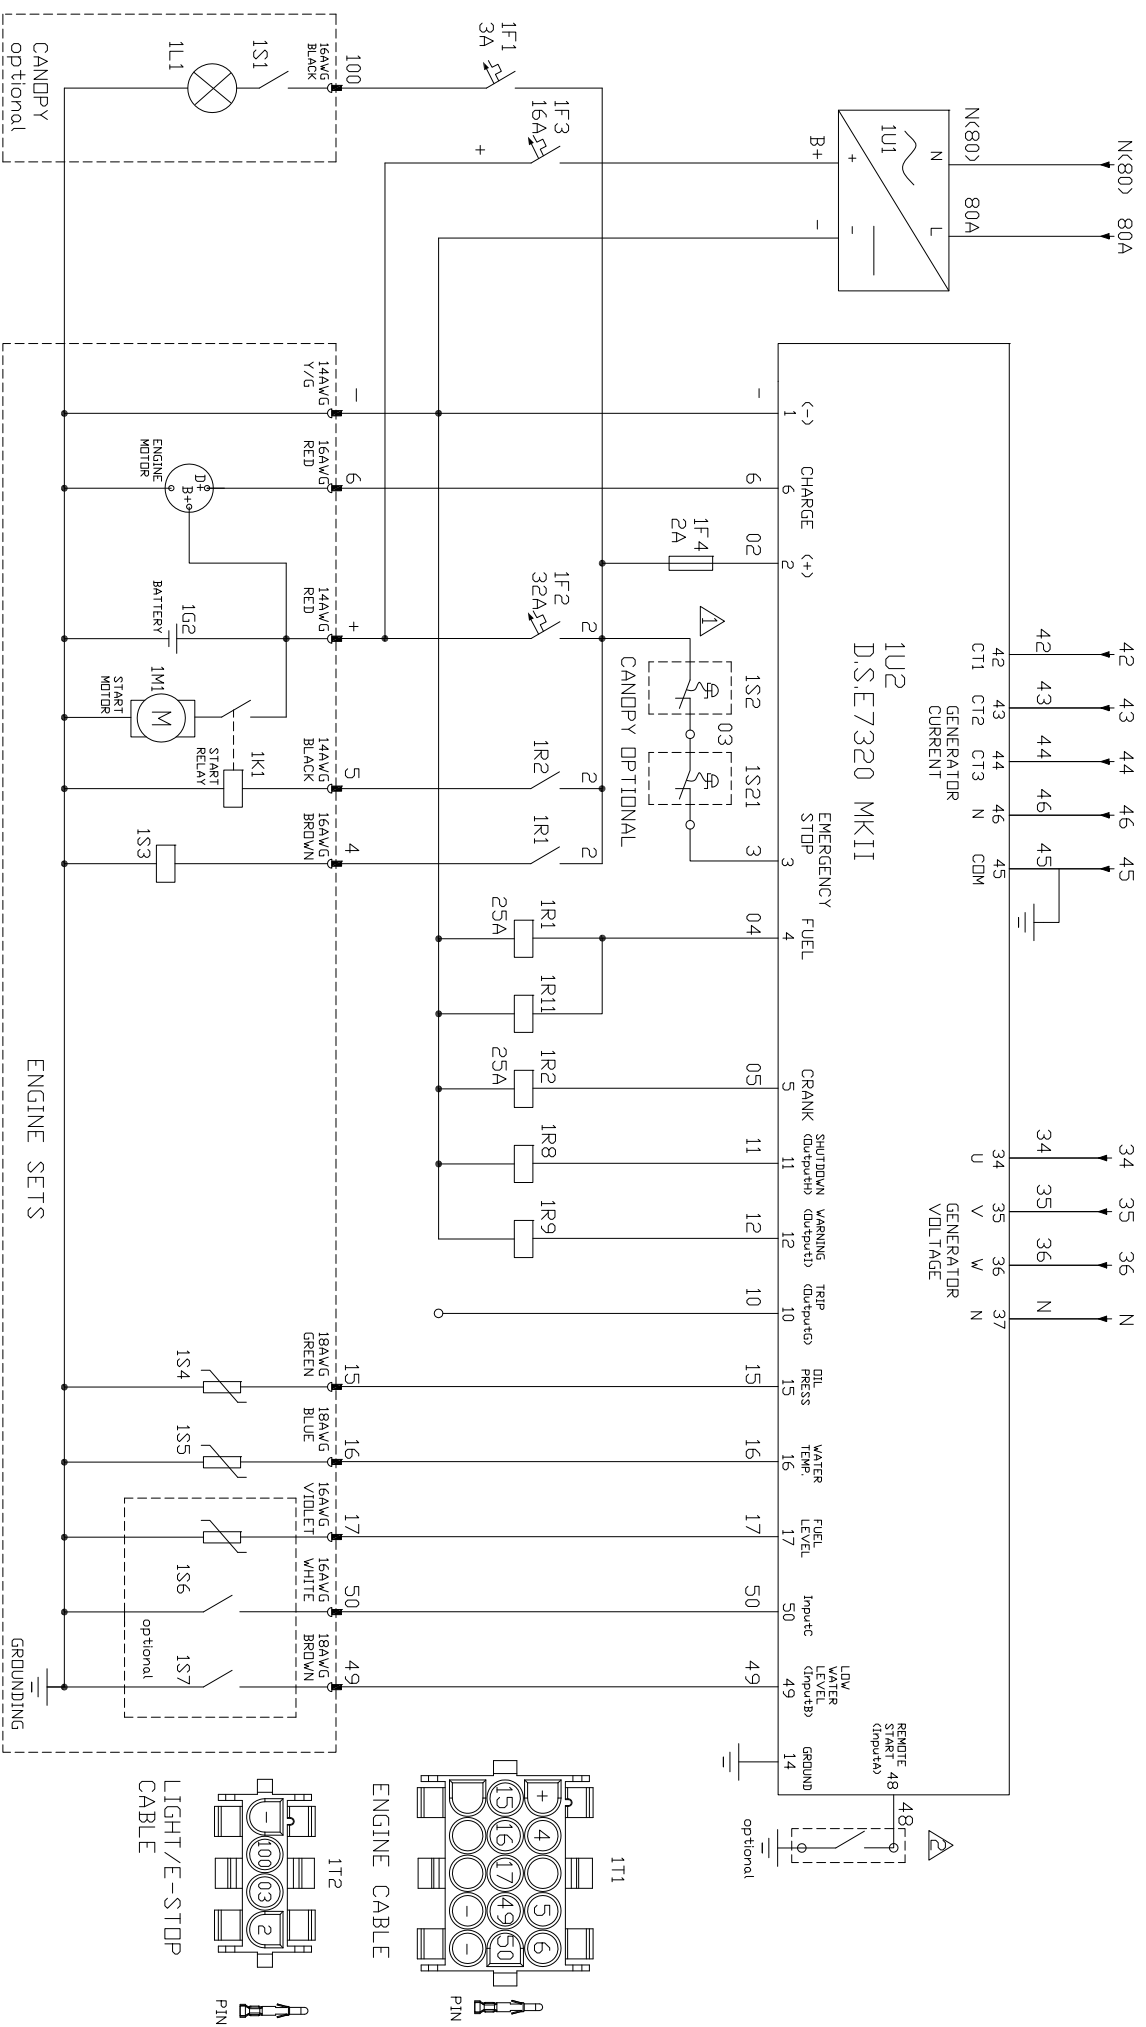 N(80)
80A
42
43
44
46
45
34
35
36
N
N(80)
80A
42
43
44
46
45
34
35
36
N
N
L
1U1
+
-
B+
-
42
43
44
46
45
34
35
36
37
CT1
CT2
CT3
N
COM
U
V
W
N
GENERATOR
CURRENT
GENERATOR
VOLTAGE
1U2
D.S.E7320 MKII
REMOTE
START
(InputA)
48
48
2
optional
(-)
CHARGE
(+)
EMERGENCY
STOP
FUEL
CRANK
SHUTDOWN
(OutputH)
WARNING
(OutputI)
TRIP
(OutputG)
OIL
PRESS
WATER
TEMP.
FUEL
LEVEL
InputC
LOW
WATER
LEVEL
(InputB)
GROUND
1
6
2
3
4
5
11
12
10
15
16
17
50
49
14
-
6
02
3
04
05
11
12
10
15
16
17
50
49
1F4
2A
1
1S2
03
1S21
CANOPY OPTIONAL
1F1
3A
1F3
16A
+
1F2
32A
2
2
2
1R2
1R1
1R1
25A
1R11
1R2
25A
1R8
1R9
100
-
6
+
5
4
15
16
17
50
49
16AWG
BLACK
14AWG
Y/G
16AWG
RED
14AWG
RED
14AWG
BLACK
16AWG
BROWN
18AWG
GREEN
18AWG
BLUE
16AWG
VIOLET
16AWG
WHITE
18AWG
BROWN
1S1
1L1
CANOPY
optional
D+
B+
ENGINE
MOTOR
1G2
BATTERY
1M1
M
START
MOTOR
1K1
START
RELAY
1S3
1S4
1S5
1S6
1S7
optional
ENGINE SETS
GROUNDING
1T1
+
4
5
6
15
16
17
49
50
-
-
ENGINE CABLE
PIN
1T2
-
100
03
2
LIGHT/E-STOP
CABLE
PIN